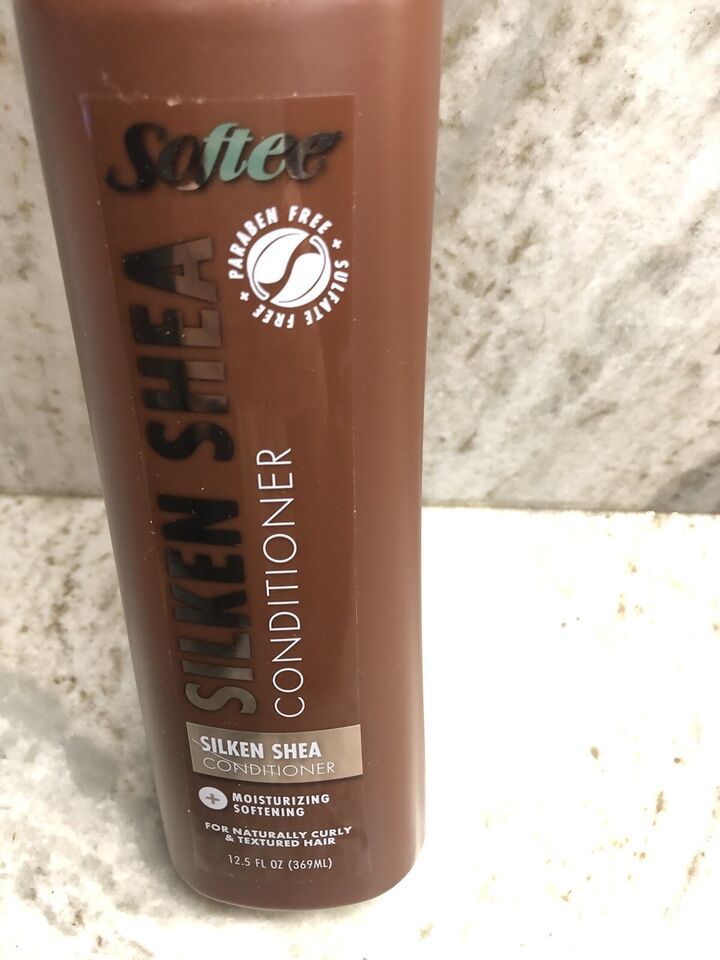 Softee
PARABEN FREE + SULFATE FREE +
SILKEN SHEA
CONDITIONER
SILKEN SHEA
CONDITIONER
+ MOISTURIZING
SOFTENING
FOR NATURALLY CURLY
& TEXTURED HAIR
12.5 FL OZ (369ML)